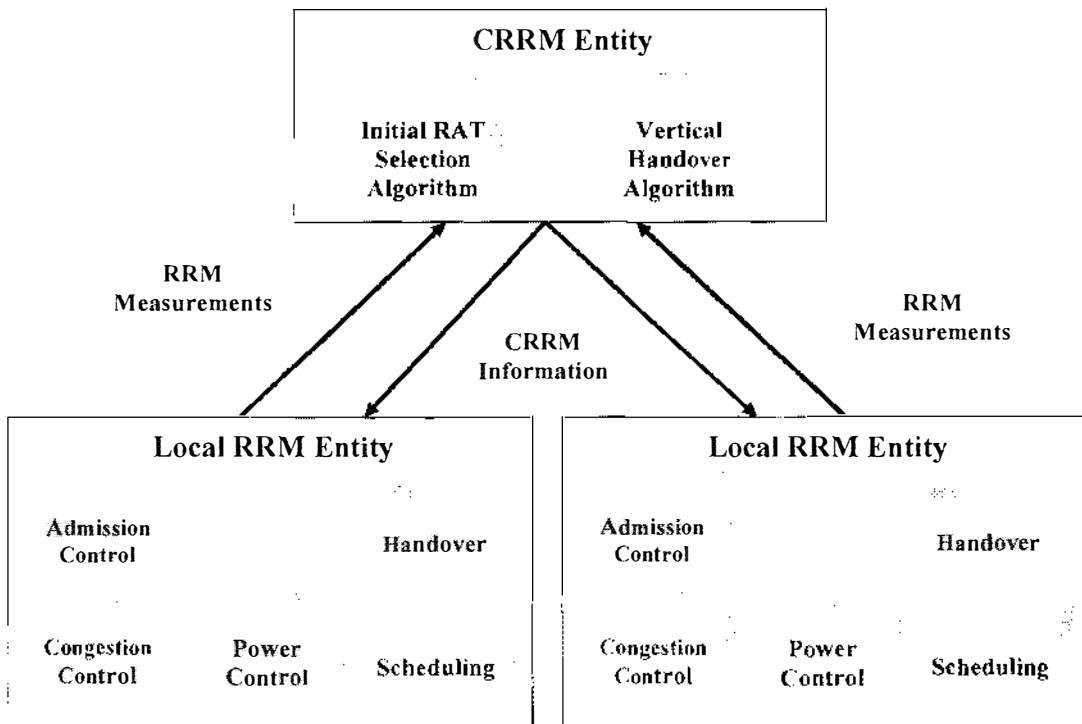 CRRM Entity
Initial RAT
Selection
Algorithm
Vertical
Handover
Algorithm
RRM
Measurements
CRRM
Information
RRM
Measurements
Local RRM Entity
Admission
Control
Handover
Congestion
Control
Power
Control
Scheduling
Local RRM Entity
Admission
Control
Handover
Congestion
Control
Power
Control
Scheduling